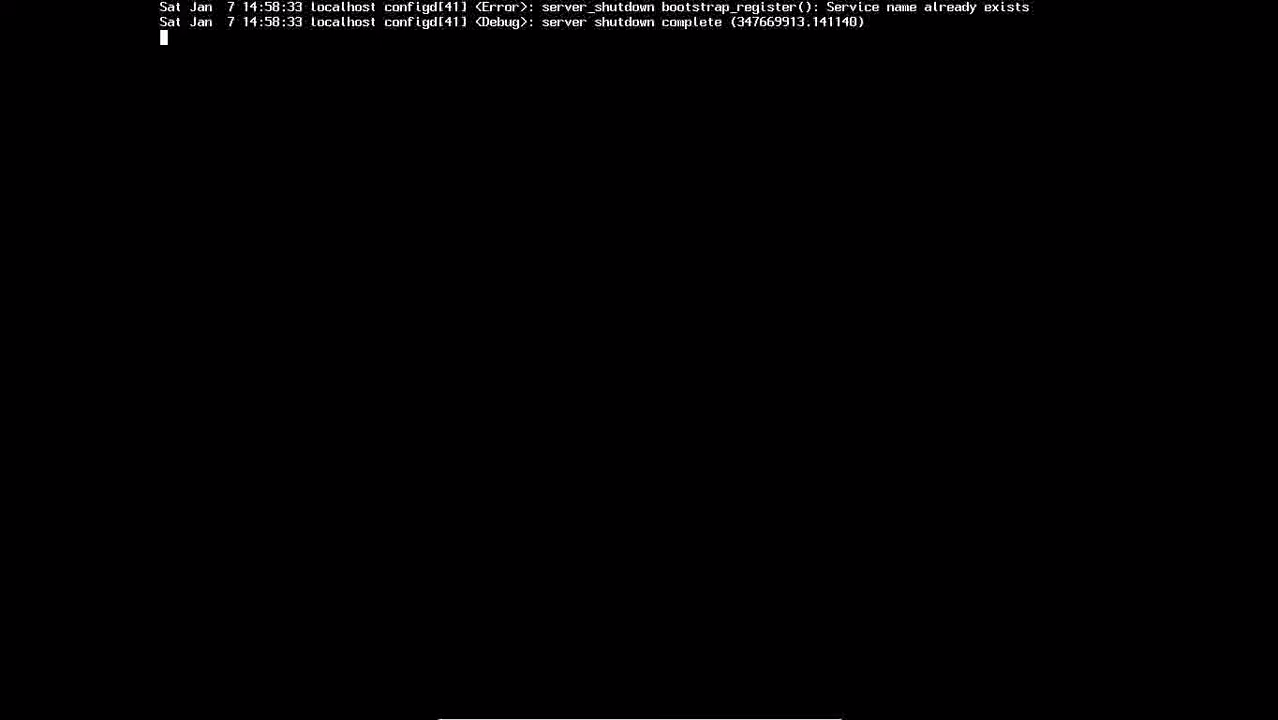 Sat Jan  7 14:58:33 localhost configd[41] <Error>: server_shutdown bootstrap_register(): Service name already exists
Sat Jan  7 14:58:33 localhost configd[41] <Debug>: server shutdown complete (347669913.141140)